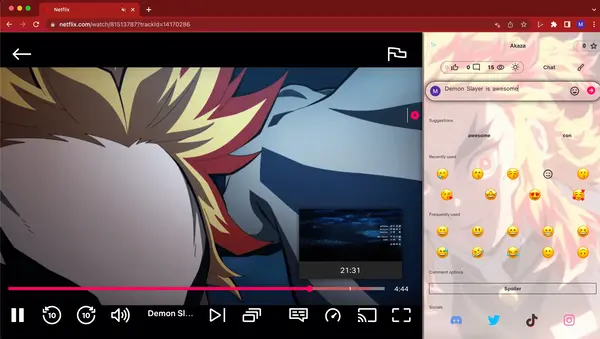 Netflix
netflix.com/watch/81513787?trackId=14170286
M
Akaza
0
0
0
15
Chat
M
Demon Slayer is awesome
Suggestions
awesome
con
Recently used
Frequently used
Comment options
Spoiler
Socials
21:31
4:44
10
10
Demon Sl...